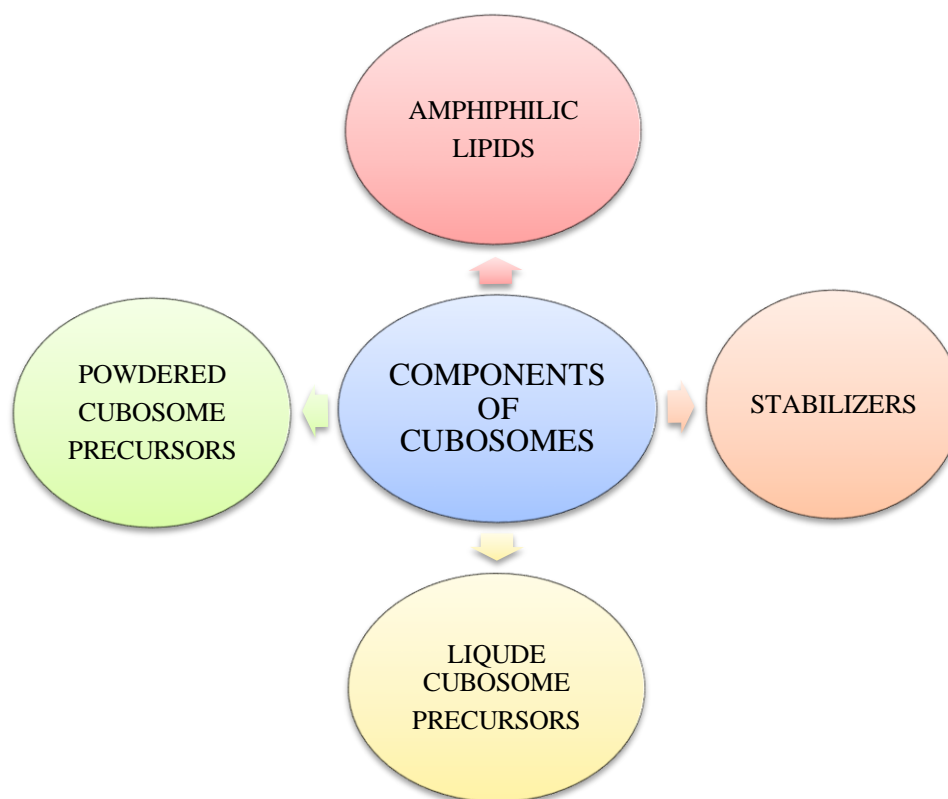 AMPHIPHILIC
LIPIDS
POWDERED
CUBOSOME
PRECURSORS
COMPONENTS
OF
CUBOSOMES
STABILIZERS
LIQUDE
CUBOSOME
PRECURSORS